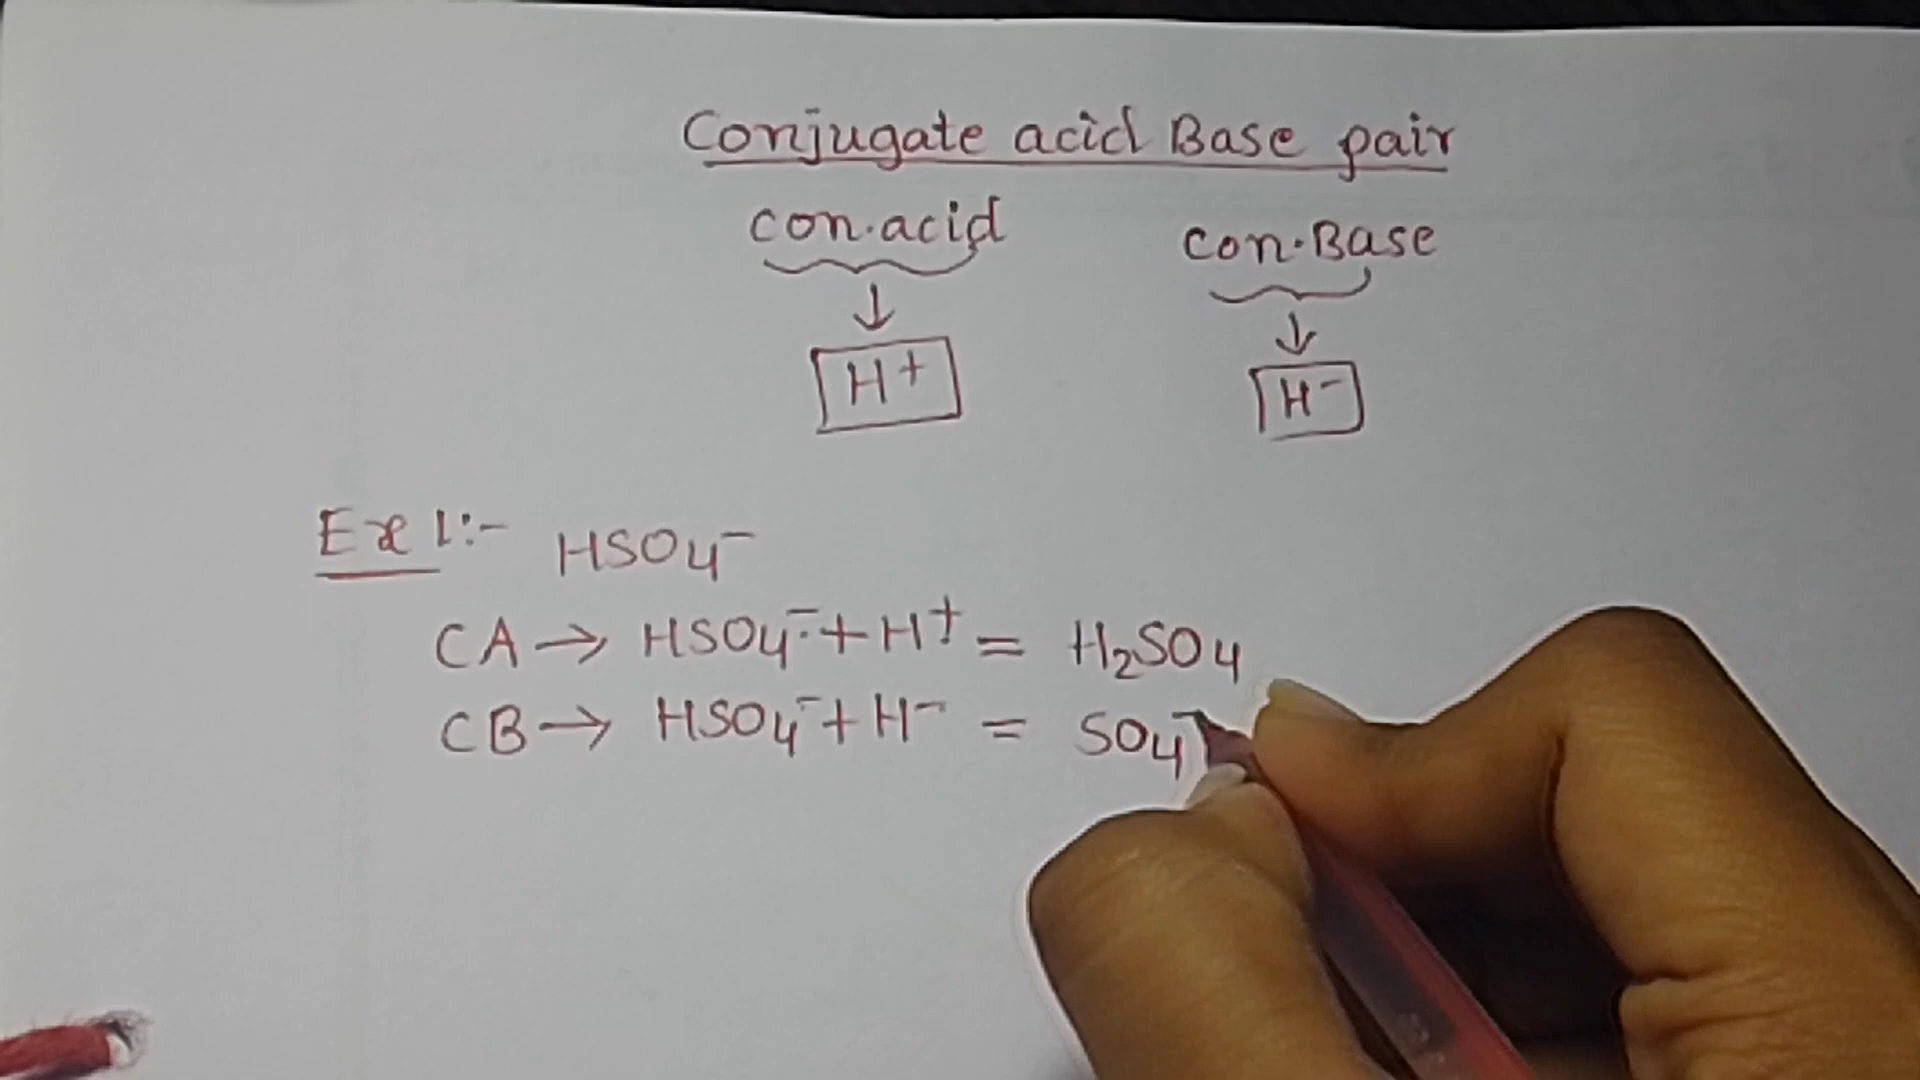 Conjugate acid Base pair
con.acid con.Base
↓ ↓
H⁺ H⁻
Ex 1:- HSO₄⁻
CA → HSO₄⁻ + H⁺ = H₂SO₄
CB → HSO₄⁻ + H⁻ = SO₄⁻